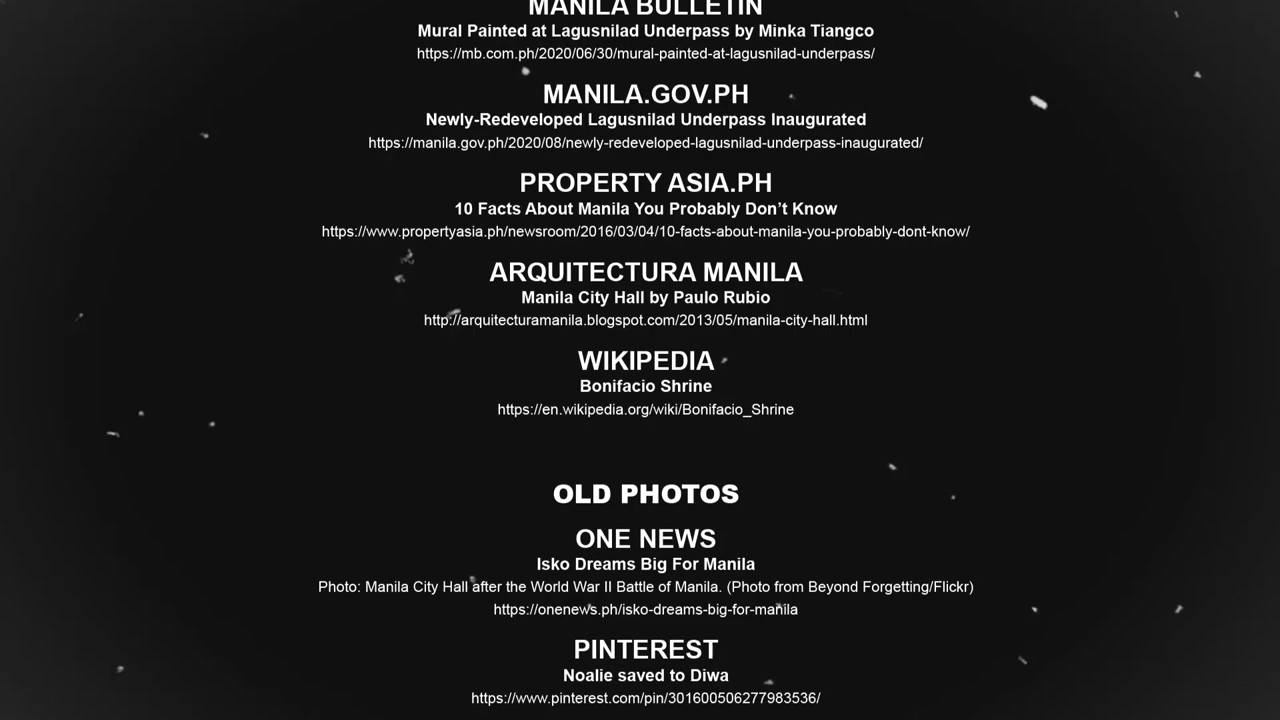 MANILA BULLETIN
Mural Painted at Lagusnilad Underpass by Minka Tiangco
https://mb.com.ph/2020/06/30/mural-painted-at-lagusnilad-underpass/
MANILA.GOV.PH
Newly-Redeveloped Lagusnilad Underpass Inaugurated
https://manila.gov.ph/2020/08/newly-redeveloped-lagusnilad-underpass-inaugurated/
PROPERTY ASIA.PH
10 Facts About Manila You Probably Don’t Know
https://www.propertyasia.ph/newsroom/2016/03/04/10-facts-about-manila-you-probably-dont-know/
ARQUITECTURA MANILA
Manila City Hall by Paulo Rubio
http://arquitecturamanila.blogspot.com/2013/05/manila-city-hall.html
WIKIPEDIA
Bonifacio Shrine
https://en.wikipedia.org/wiki/Bonifacio_Shrine
OLD PHOTOS
ONE NEWS
Isko Dreams Big For Manila
Photo: Manila City Hall after the World War II Battle of Manila. (Photo from Beyond Forgetting/Flickr)
https://onenews.ph/isko-dreams-big-for-manila
PINTEREST
Noalie saved to Diwa
https://www.pinterest.com/pin/301600506277983536/